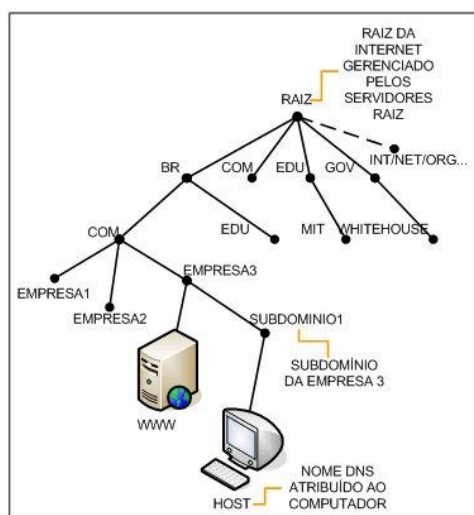 RAIZ DA
INTERNET
GERENCIADO
PELOS
SERVIDORES
RAIZ
RAIZ
INT/NET/ORG...
BR
COM
EDU
GOV
COM
EDU
MIT
WHITEHOUSE
EMPRESA1
EMPRESA2
EMPRESA3
SUBDOMINIO1
SUBDOMÍNIO
DA EMPRESA 3
WWW
HOST
NOME DNS
ATRIBUÍDO AO
COMPUTADOR